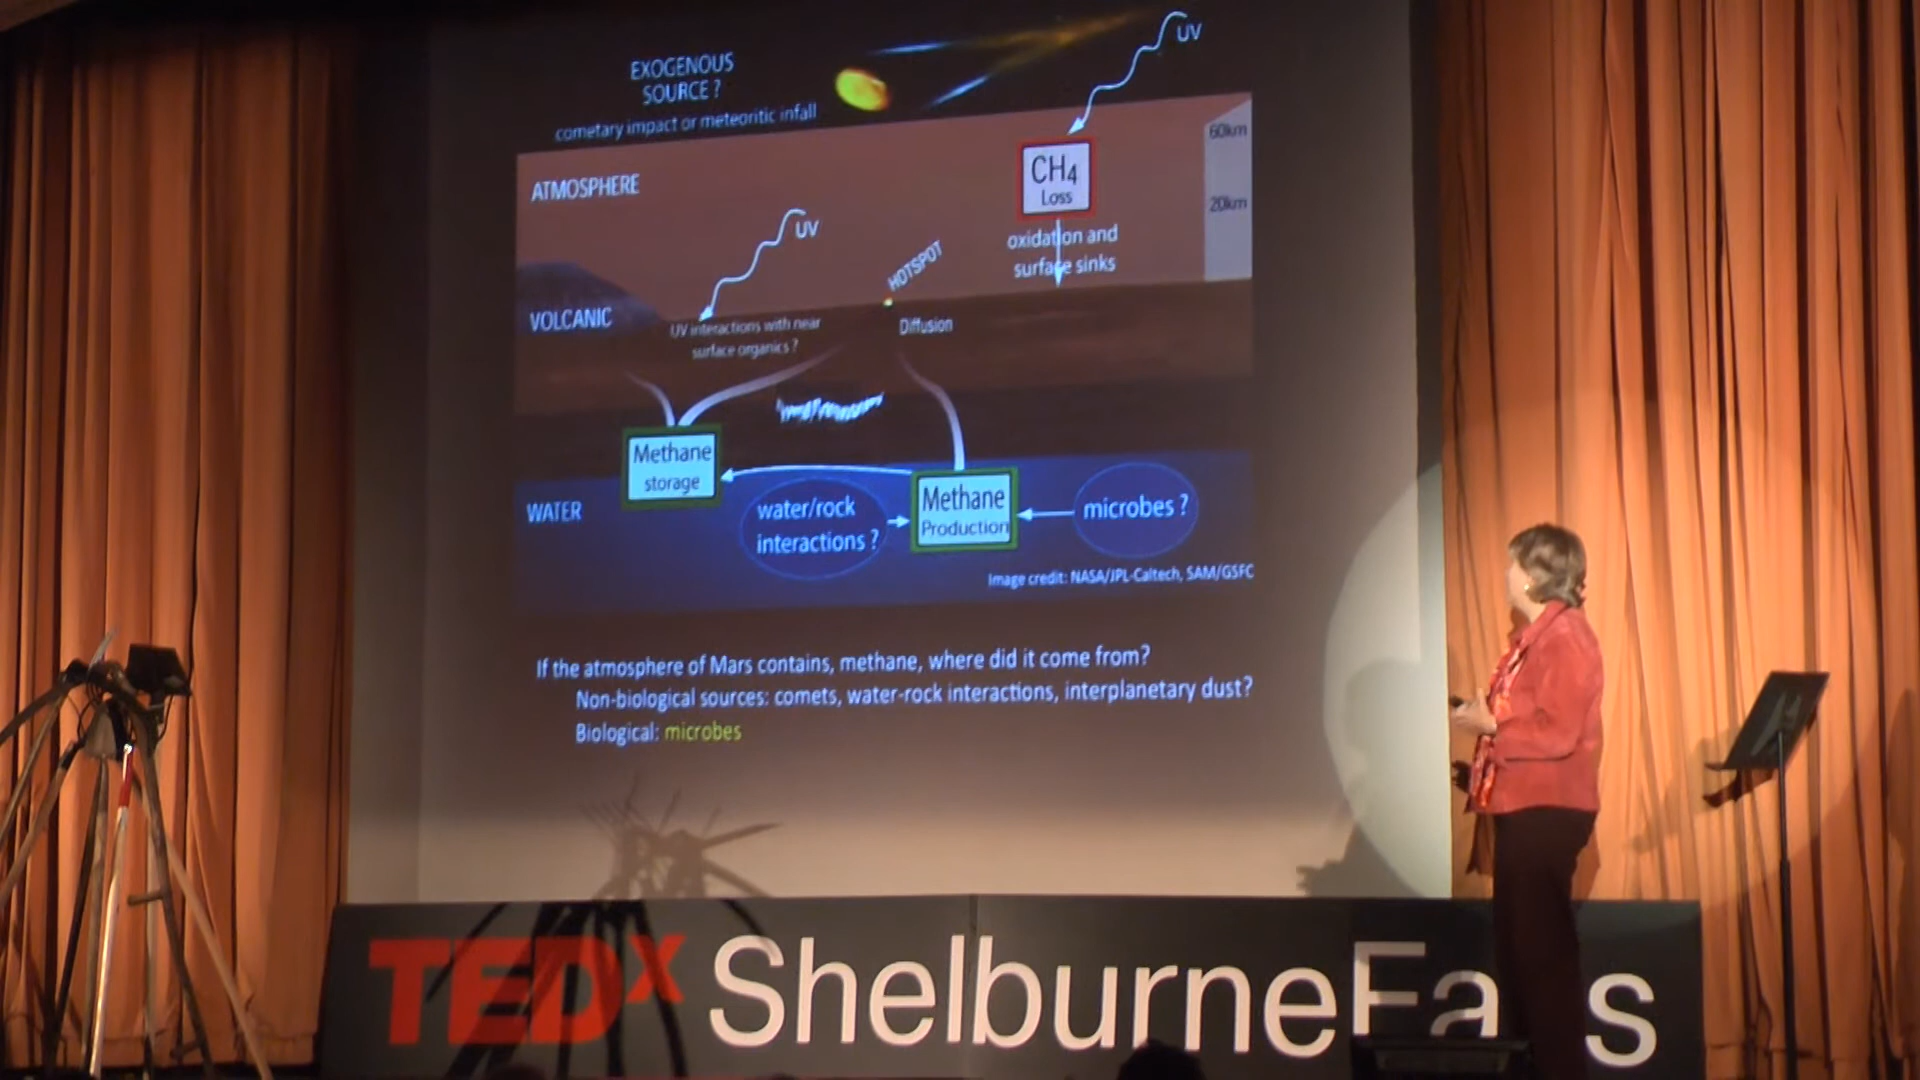 EXOGENOUS
SOURCE ?
cometary impact or meteoritic infall
UV
60km
CH4
Loss
ATMOSPHERE
20km
UV
oxidation and
surface sinks
HOTSPOT
VOLCANIC
UV interactions with near
surface organics ?
Diffusion
Methane
storage
WATER
water/rock
interactions ?
Methane
Production
microbes ?
Image credit: NASA/JPL-Caltech, SAM/GSFC
If the atmosphere of Mars contains, methane, where did it come from?
Non-biological sources: comets, water-rock interactions, interplanetary dust?
Biological: microbes
TEDx ShelburneFalls